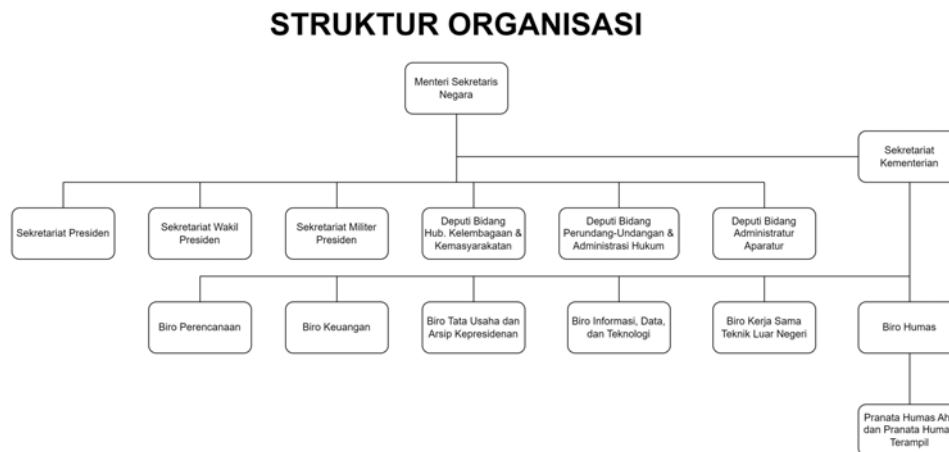 STRUKTUR ORGANISASI
Menteri Sekretaris
Negara
Sekretariat
Kementerian
Sekretariat Presiden
Sekretariat Wakil
Presiden
Sekretariat Militer
Presiden
Deputi Bidang
Hub. Kelembagaan &
Kemasyarakatan
Deputi Bidang
Perundang-Undangan &
Administrasi Hukum
Deputi Bidang
Administratur
Aparatur
Biro Perencanaan
Biro Keuangan
Biro Tata Usaha dan
Arsip Kepresidenan
Biro Informasi, Data,
dan Teknologi
Biro Kerja Sama
Teknik Luar Negeri
Biro Humas
Pranata Humas Ah
dan Pranata Huma
Terampil